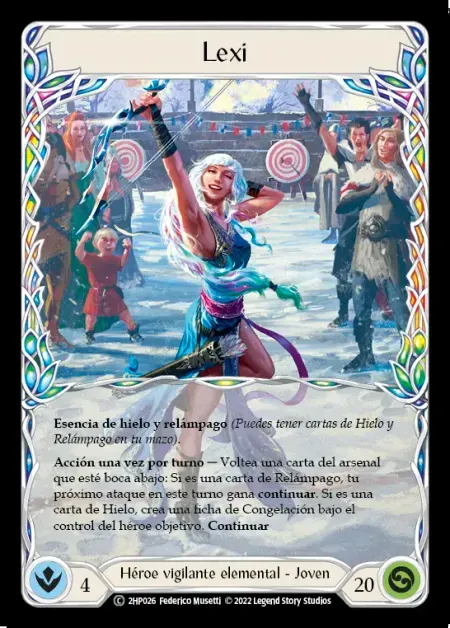 Lexi
Esencia de hielo y relámpago (Puedes tener cartas de Hielo y
Relámpago en tu mazo).
Acción una vez por turno — Voltea una carta del arsenal
que esté boca abajo: Si es una carta de Relámpago, tu
próximo ataque en este turno gana continuar. Si es una
carta de Hielo, crea una ficha de Congelación bajo el
control del héroe objetivo. Continuar
4
Héroe vigilante elemental - Joven
20
C 2HP026 Federico Musetti © 2022 Legend Story Studios